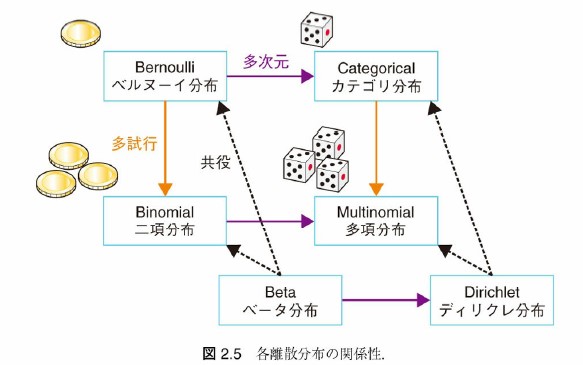 Bernoulli
ベルヌーイ分布
多次元
Categorical
カテゴリ分布
多試行
共役
Binomial
二項分布
Multinomial
多項分布
Beta
ベータ分布
Dirichlet
ディリクレ分布
図 2.5 各離散分布の関係性.